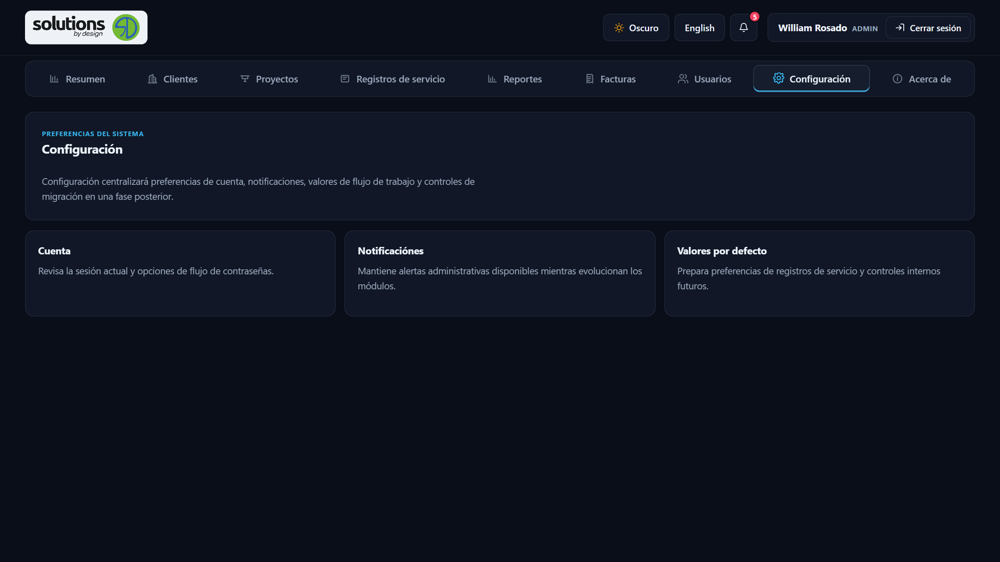 solutions
by design
Oscuro
English
5
William Rosado ADMIN
Cerrar sesión
Resumen
Clientes
Proyectos
Registros de servicio
Reportes
Facturas
Usuarios
Configuración
Acerca de
PREFERENCIAS DEL SISTEMA
Configuración
Configuración centralizará preferencias de cuenta, notificaciones, valores de flujo de trabajo y controles de
migración en una fase posterior.
Cuenta
Revisa la sesión actual y opciones de flujo de contraseñas.
Notificaciónes
Mantiene alertas administrativas disponibles mientras evolucionan los
módulos.
Valores por defecto
Prepara preferencias de registros de servicio y controles internos
futuros.